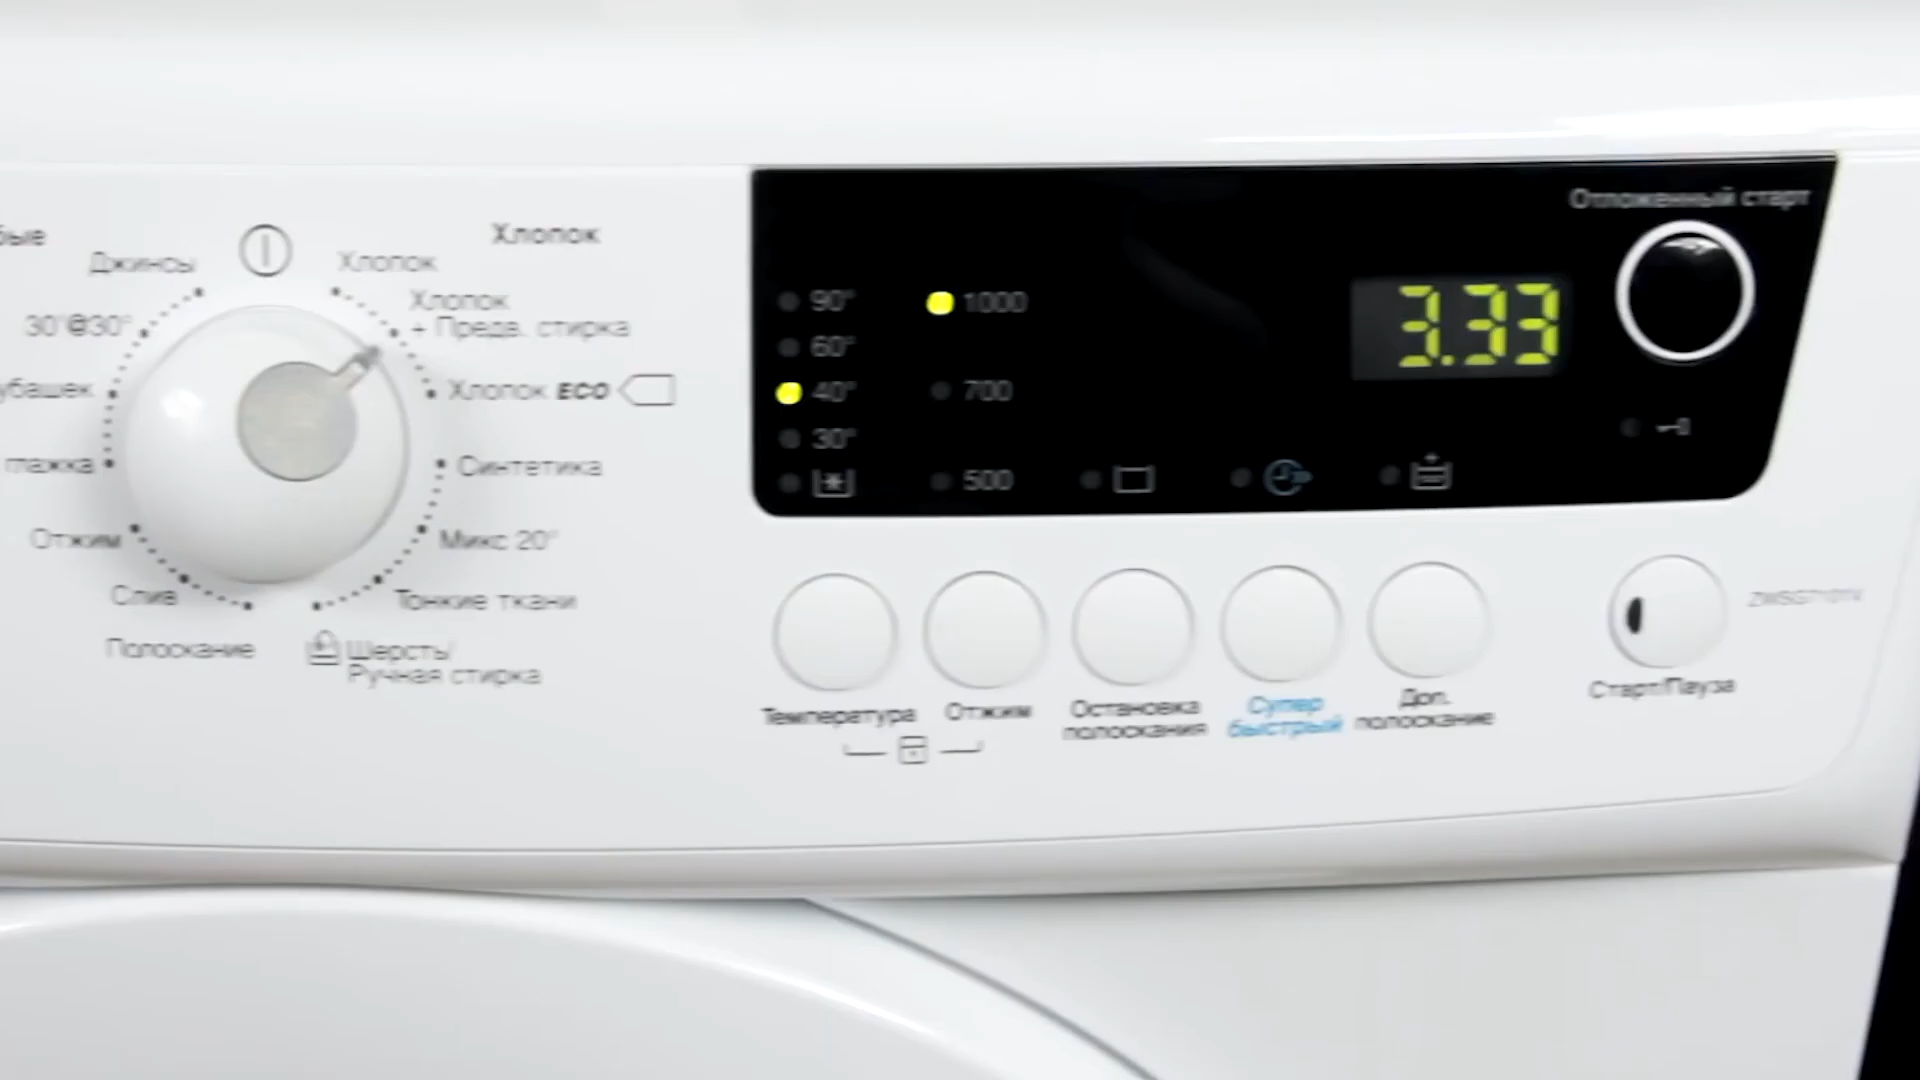 Хлопок
Джинсы
Хлопок
Хлопок
+ Предв. стирка
30'@30°
Хлопок ECO
Синтетика
Отжим
Микс 20°
Слив
Тонкие ткани
Полоскание
Шерсть/
Ручная стирка
Отложенный старт
90°
1000
60°
40°
700
30°
500
3.33
Температура
Отжим
Остановка
полоскания
Супер
быстрый
Доп.
полоскание
Старт/Пауза